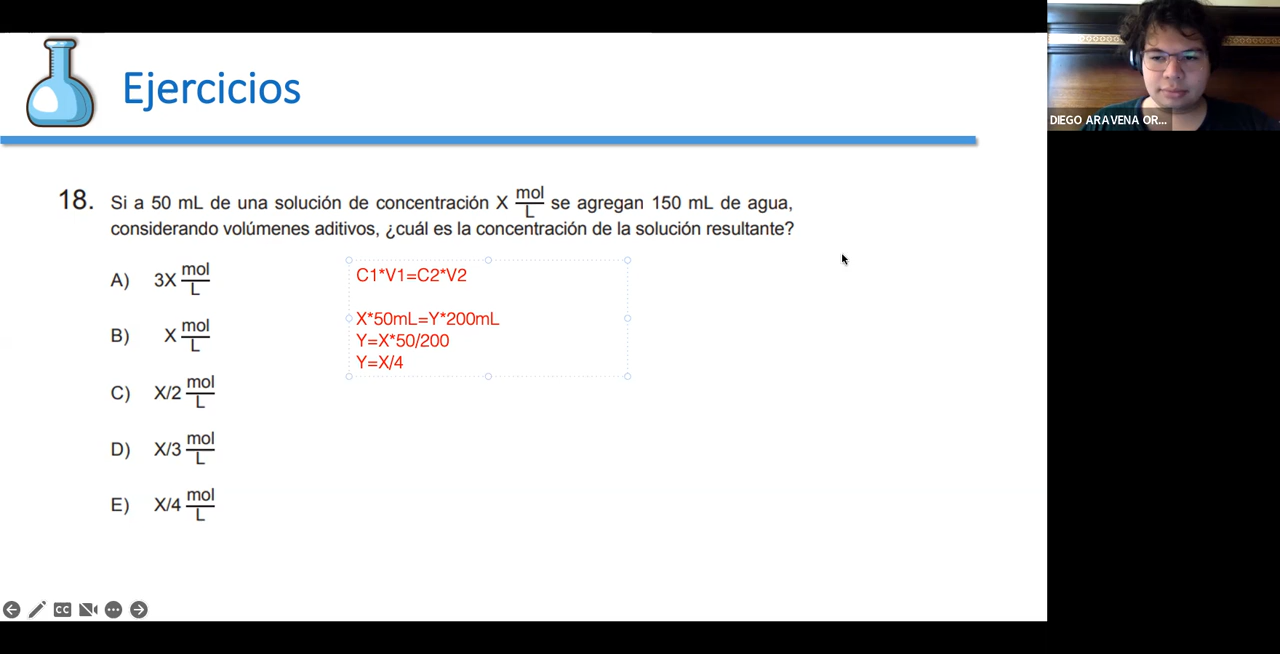 Ejercicios
DIEGO ARAVENA OR...
18. Si a 50 mL de una solución de concentración X mol/L se agregan 150 mL de agua,
considerando volúmenes aditivos, ¿cuál es la concentración de la solución resultante?
A) 3X mol/L
B) X mol/L
C) X/2 mol/L
D) X/3 mol/L
E) X/4 mol/L
C1*V1=C2*V2
X*50mL=Y*200mL
Y=X*50/200
Y=X/4
CC